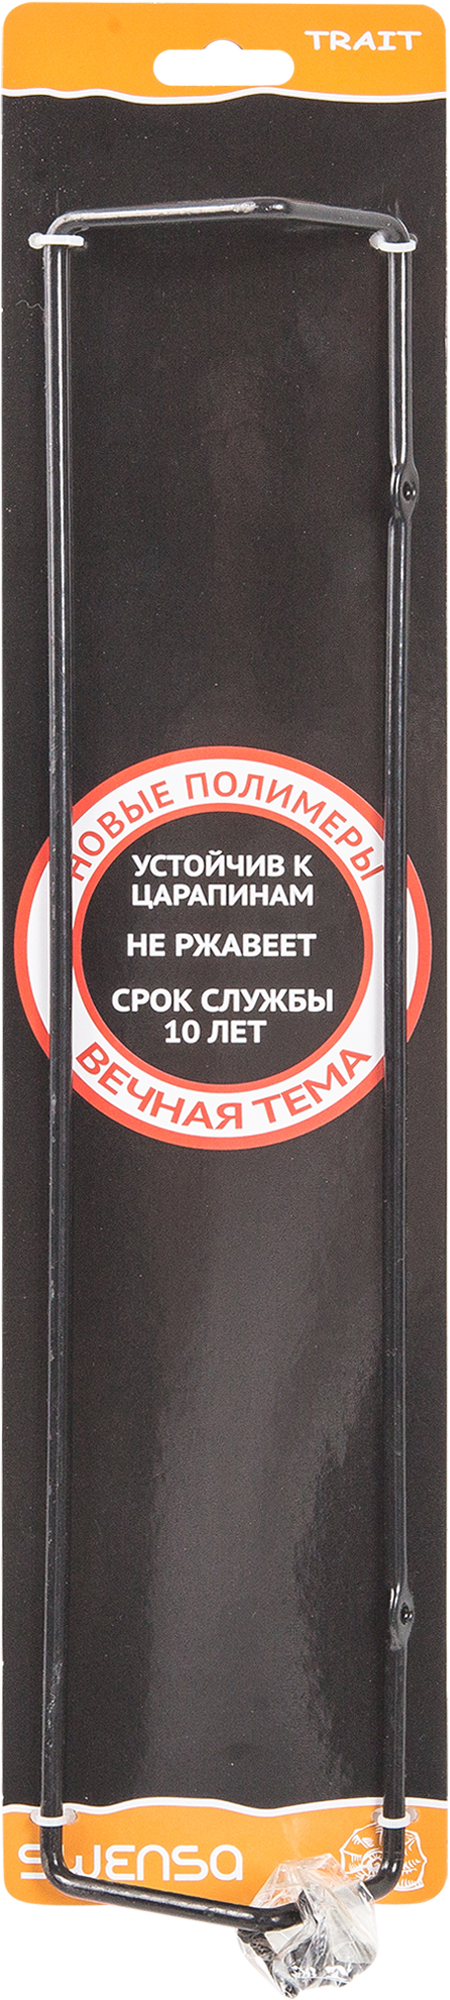 TRAIT
НОВЫЕ ПОЛИМЕРЫ
УСТОЙЧИВ К
ЦАРАПИНАМ
НЕ РЖАВЕЕТ
СРОК СЛУЖБЫ
10 ЛЕТ
ВЕЧНАЯ ТЕМА
SWENSA